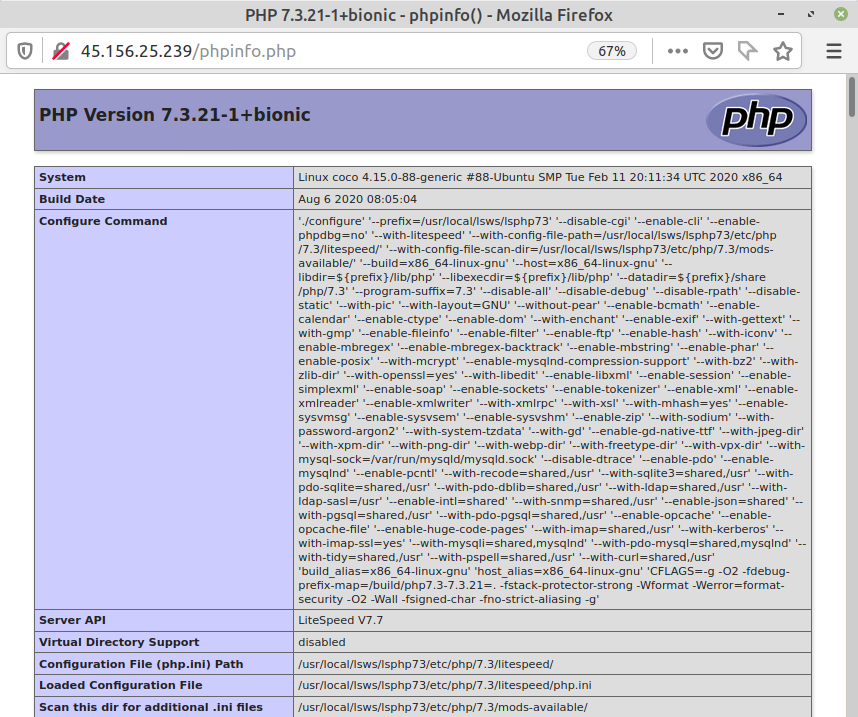 PHP 7.3.21-1+bionic - phpinfo() - Mozilla Firefox
45.156.25.239/phpinfo.php
67%
PHP Version 7.3.21-1+bionic
php
System Linux coco 4.15.0-88-generic #88-Ubuntu SMP Tue Feb 11 20:11:34 UTC 2020 x86_64
Build Date Aug 6 2020 08:05:04
Configure Command './configure' '--prefix=/usr/local/lsws/lsphp73' '--disable-cgi' '--enable-cli' '--enable-
phpdbg=no' '--with-litespeed' '--with-config-file-path=/usr/local/lsws/lsphp73/etc/php
/7.3/litespeed/' '--with-config-file-scan-dir=/usr/local/lsws/lsphp73/etc/php/7.3/mods-
available/' '--build=x86_64-linux-gnu' '--host=x86_64-linux-gnu' '--
libdir=${prefix}/lib/php' '--libexecdir=${prefix}/lib/php' '--datadir=${prefix}/share
/php/7.3' '--program-suffix=7.3' '--disable-all' '--disable-debug' '--disable-rpath' '--disable-
static' '--with-pic' '--with-layout=GNU' '--without-pear' '--enable-bcmath' '--enable-
calendar' '--enable-ctype' '--enable-dom' '--with-enchant' '--enable-exif' '--with-gettext' '--
with-gmp' '--enable-fileinfo' '--enable-filter' '--enable-ftp' '--enable-hash' '--with-iconv' '--
enable-mbregex' '--enable-mbregex-backtrack' '--enable-mbstring' '--enable-phar' '--
enable-posix' '--with-mcrypt' '--enable-mysqlnd-compression-support' '--with-bz2' '--with-
zlib-dir' '--with-openssl=yes' '--with-libedit' '--enable-libxml' '--enable-session' '--enable-
simplexml' '--enable-soap' '--enable-sockets' '--enable-tokenizer' '--enable-xml' '--enable-
xmlreader' '--enable-xmlwriter' '--with-xmlrpc' '--with-xsl' '--with-mhash=yes' '--enable-
sysvmsg' '--enable-sysvsem' '--enable-sysvshm' '--enable-zip' '--with-sodium' '--with-
password-argon2' '--with-system-tzdata' '--with-gd' '--enable-gd-native-ttf' '--with-jpeg-dir'
'--with-xpm-dir' '--with-png-dir' '--with-webp-dir' '--with-freetype-dir' '--with-vpx-dir' '--with-
mysql-sock=/var/run/mysqld/mysqld.sock' '--disable-dtrace' '--enable-pdo' '--enable-
mysqlnd' '--enable-pcntl' '--with-recode=shared,/usr' '--with-sqlite3=shared,/usr' '--with-
pdo-sqlite=shared,/usr' '--with-pdo-dblib=shared,/usr' '--with-ldap=shared,/usr' '--with-
ldap-sasl=/usr' '--enable-intl=shared' '--with-snmp=shared,/usr' '--enable-json=shared' '--
with-pgsql=shared,/usr' '--with-pdo-pgsql=shared,/usr' '--enable-opcache' '--enable-
opcache-file' '--enable-huge-code-pages' '--with-imap=shared,/usr' '--with-kerberos' '--
with-imap-ssl=yes' '--with-mysqli=shared,mysqlnd' '--with-pdo-mysql=shared,mysqlnd' '--
with-tidy=shared,/usr' '--with-pspell=shared,/usr' '--with-curl=shared,/usr'
'build_alias=x86_64-linux-gnu' 'host_alias=x86_64-linux-gnu' 'CFLAGS=-g -O2 -fdebug-
prefix-map=/build/php7.3-7.3.21=. -fstack-protector-strong -Wformat -Werror=format-
security -O2 -Wall -fsigned-char -fno-strict-aliasing -g'
Server API LiteSpeed V7.7
Virtual Directory Support disabled
Configuration File (php.ini) Path /usr/local/lsws/lsphp73/etc/php/7.3/litespeed/
Loaded Configuration File /usr/local/lsws/lsphp73/etc/php/7.3/litespeed/php.ini
Scan this dir for additional .ini files /usr/local/lsws/lsphp73/etc/php/7.3/mods-available/